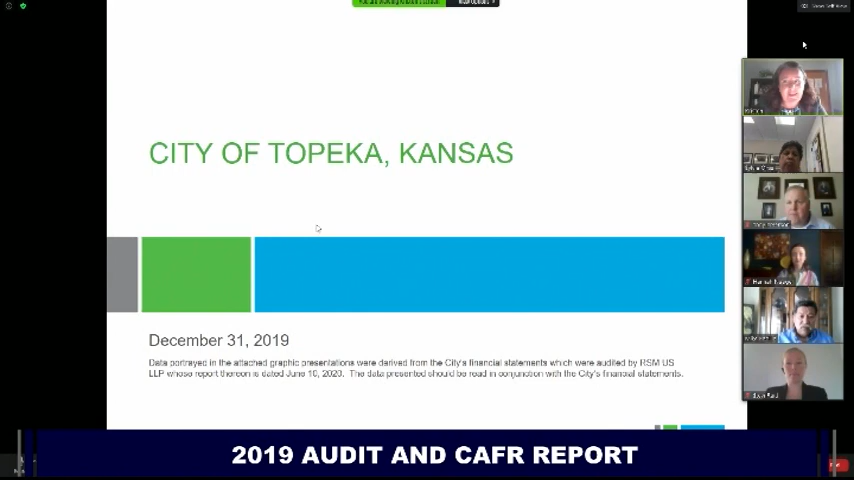 View Options
CITY OF TOPEKA, KANSAS
December 31, 2019
Data portrayed in the attached graphic presentations were derived from the City's financial statements which were audited by RSM US
LLP whose report thereon is dated June 10, 2020. The data presented should be read in conjunction with the City's financial statements.
2019 AUDIT AND CAFR REPORT